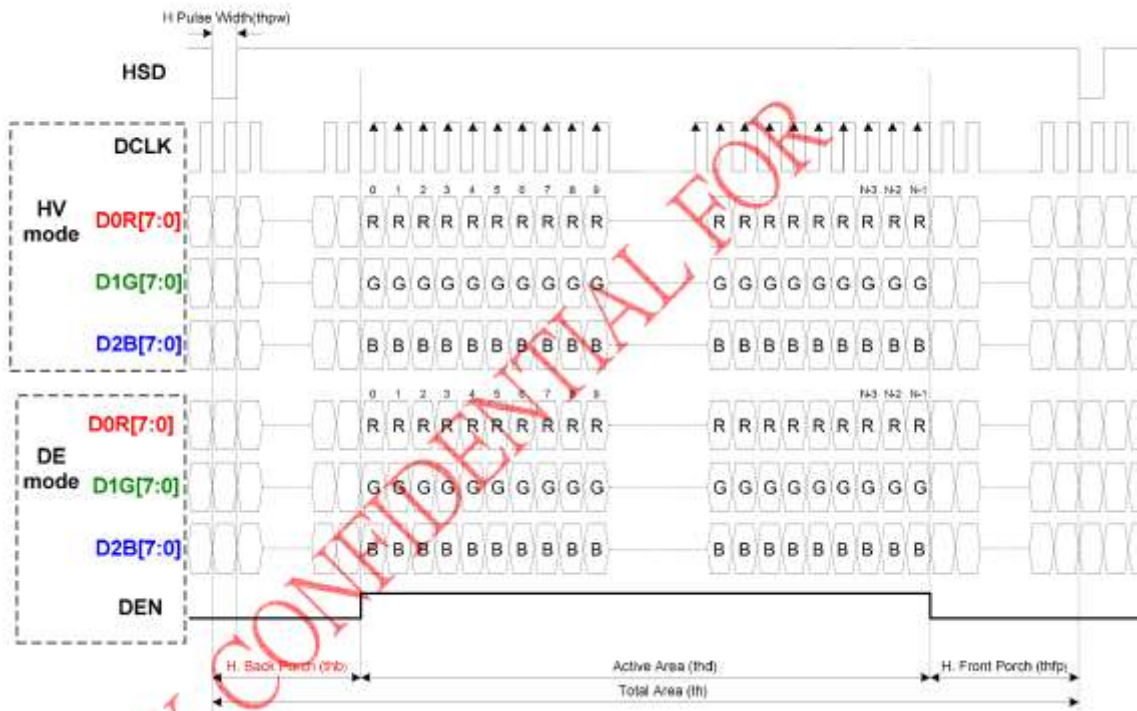 H Pulse Width(thpw)
HSD
DCLK
HV mode
0 1 2 3 4 5 6 7 8 9 N-3 N-2 N-1
D0R[7:0] R R R R R R R R R R R R R R R R R R R
D1G[7:0] G G G G G G G G G G G G G G G G G G G
D2B[7:0] B B B B B B B B B B B B B B B B B B B
DE mode
0 1 2 3 4 5 6 7 8 9 N-3 N-2 N-1
D0R[7:0] R R R R R R R R R R R R R R R R R R R
D1G[7:0] G G G G G G G G G G G G G G G G G G G
D2B[7:0] B B B B B B B B B B B B B B B B B B B
DEN
H. Back Porch (thb) Active Area (thd) H. Front Porch (thfp)
Total Area (th)
CONFIDENTIAL FOR